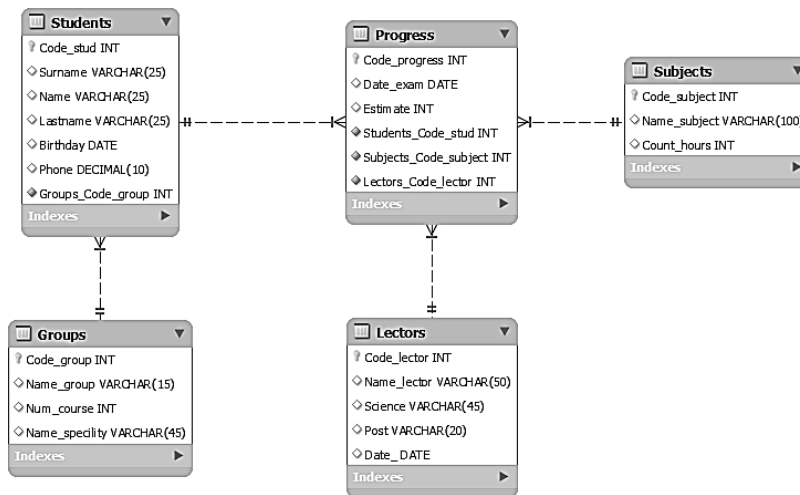 Students
Code_stud INT
Surname VARCHAR(25)
Name VARCHAR(25)
Lastname VARCHAR(25)
Birthday DATE
Phone DECIMAL(10)
Groups_Code_group INT
Indexes
Progress
Code_progress INT
Date_exam DATE
Estimate INT
Students_Code_stud INT
Subjects_Code_subject INT
Lectors_Code_lector INT
Indexes
Subjects
Code_subject INT
Name_subject VARCHAR(100)
Count_hours INT
Indexes
Groups
Code_group INT
Name_group VARCHAR(15)
Num_course INT
Name_specility VARCHAR(45)
Indexes
Lectors
Code_lector INT
Name_lector VARCHAR(50)
Science VARCHAR(45)
Post VARCHAR(20)
Date_ DATE
Indexes